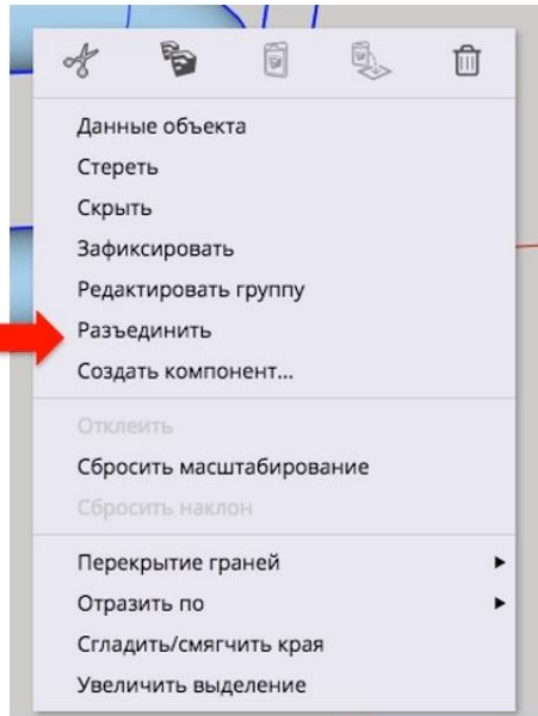 Данные объекта
Стереть
Скрыть
Зафиксировать
Редактировать группу
Разъединить
Создать компонент...
Отклеить
Сбросить масштабирование
Сбросить наклон
Перекрытие граней
Отразить по
Сгладить/смягчить края
Увеличить выделение